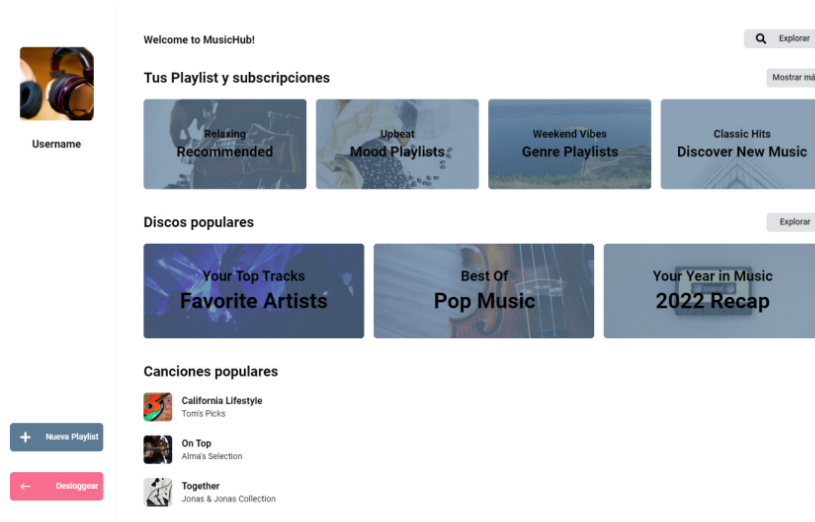 Welcome to MusicHub!
Explorar
Username
Tus Playlist y subscripciones
Mostrar má
Relaxing
Recommended
Upbeat
Mood Playlists
Weekend Vibes
Genre Playlists
Classic Hits
Discover New Music
Discos populares
Explorar
Your Top Tracks
Favorite Artists
Best Of
Pop Music
Your Year in Music
2022 Recap
Canciones populares
California Lifestyle
Tom's Picks
On Top
Alma's Selection
Together
Jonas & Jonas Collection
Nueva Playlist
Desloggear